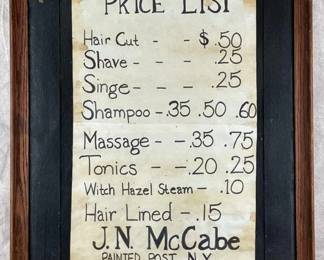 PRICE LIST
Hair Cut - - $.50
Shave - - - .25
Singe - - - .25
Shampoo - .35 .50 .60
Massage - - .35 .75
Tonics - - .20 .25
Witch Hazel Steam - .10
Hair Lined - .15
J.N. McCabe
PAINTED POST, N.Y.